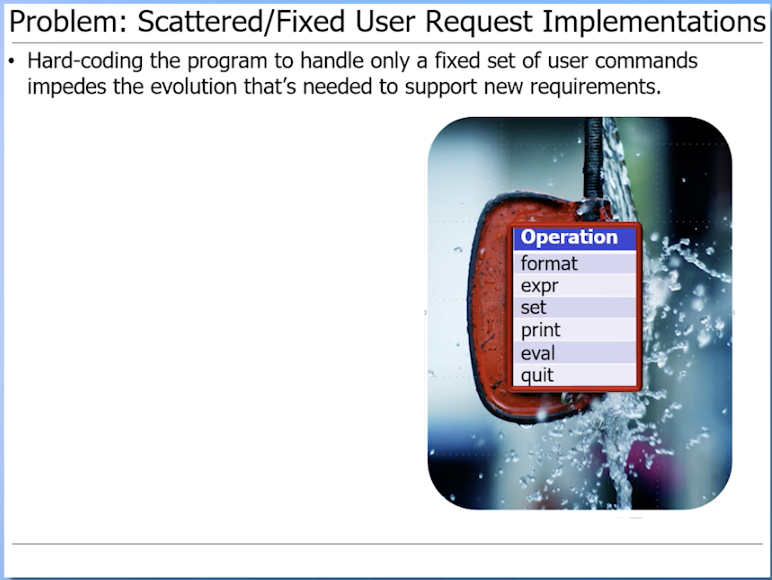 Problem: Scattered/Fixed User Request Implementations
• Hard-coding the program to handle only a fixed set of user commands
impedes the evolution that's needed to support new requirements.
Operation
format
expr
set
print
eval
quit